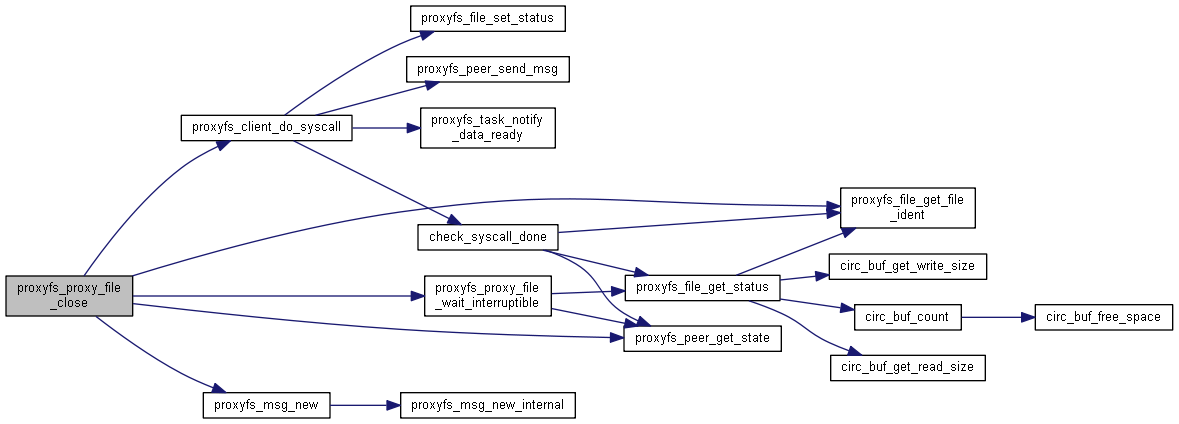 proxyfs_file_set_status
proxyfs_peer_send_msg
proxyfs_task_notify
_data_ready
proxyfs_client_do_syscall
proxyfs_file_get_file
_ident
check_syscall_done
circ_buf_get_write_size
proxyfs_proxy_file
_close
proxyfs_proxy_file
_wait_interruptible
proxyfs_file_get_status
circ_buf_count
circ_buf_free_space
proxyfs_peer_get_state
circ_buf_get_read_size
proxyfs_msg_new
proxyfs_msg_new_internal